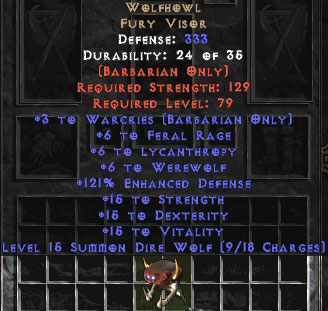 Wolfhowl
Fury Visor
Defense: 333
Durability: 24 of 35
(Barbarian Only)
Required Strength: 129
Required Level: 79
+3 to Warcries (Barbarian Only)
+6 to Feral Rage
+6 to Lycanthropy
+6 to Werewolf
+121% Enhanced Defense
+15 to Strength
+15 to Dexterity
+15 to Vitality
Level 15 Summon Dire Wolf (9/18 Charges)